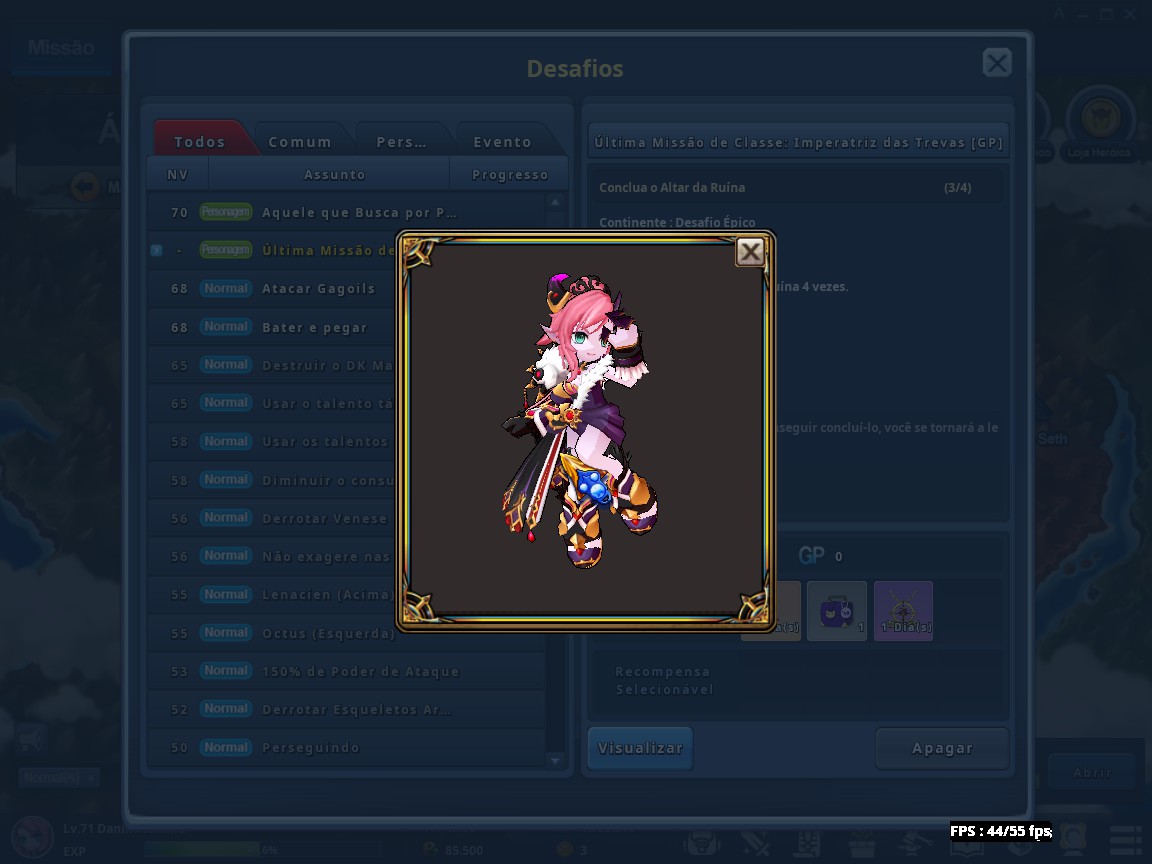 Missão
Desafios
Todos
Comum
Pers...
Evento
NV
Assunto
Progresso
70 Personagem Aquele que Busca por P...
- Personagem Última Missão de
68 Normal Atacar Gagoils
68 Normal Bater e pegar
65 Normal Destruir o DK Ma
65 Normal Usar o talento tá
58 Normal Usar os talentos
58 Normal Diminuir o consu
56 Normal Derrotar Venese
56 Normal Não exagere nas
55 Normal Lenacien (Acima)
55 Normal Octus (Esquerda)
53 Normal 150% de Poder de Ataque
52 Normal Derrotar Esqueletos Ar...
50 Normal Perseguindo
Última Missão de Classe: Imperatriz das Trevas [GP]
Conclua o Altar da Ruína (3/4)
Continente : Desafio Épico
uína 4 vezes.
nseguir concluí-lo, você se tornará a le
GP 0
1
1 Dia(s)
Recompensa
Selecionável
Visualizar
Apagar
Loja Heróica
Seth
Normal(s)
Abrir
Lv.71
EXP
85,500
3
FPS : 44/55 fps;